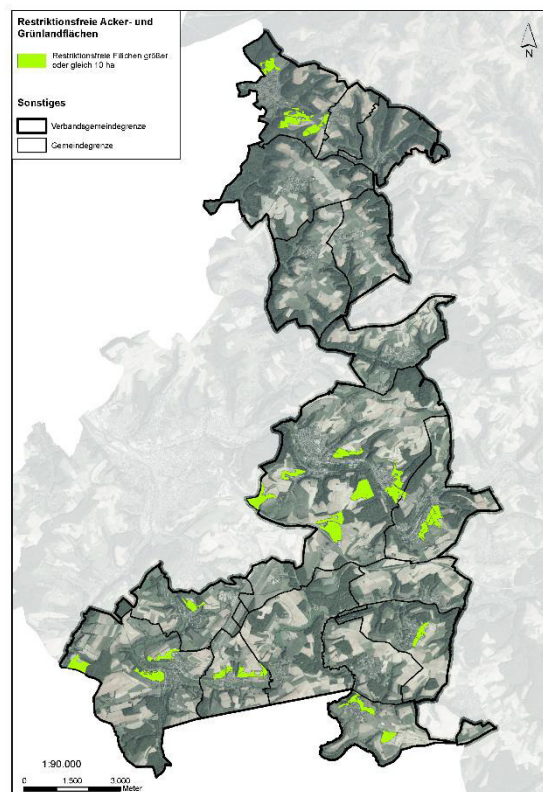 Restriktionsfreie Acker- und
Grünlandflächen
Restriktionsfreie Flächen größer
oder gleich 10 ha
Sonstiges
Verbandsgemeindegrenze
Gemeindegrenze
N
1:90.000
0 1.500 3.000
Meter